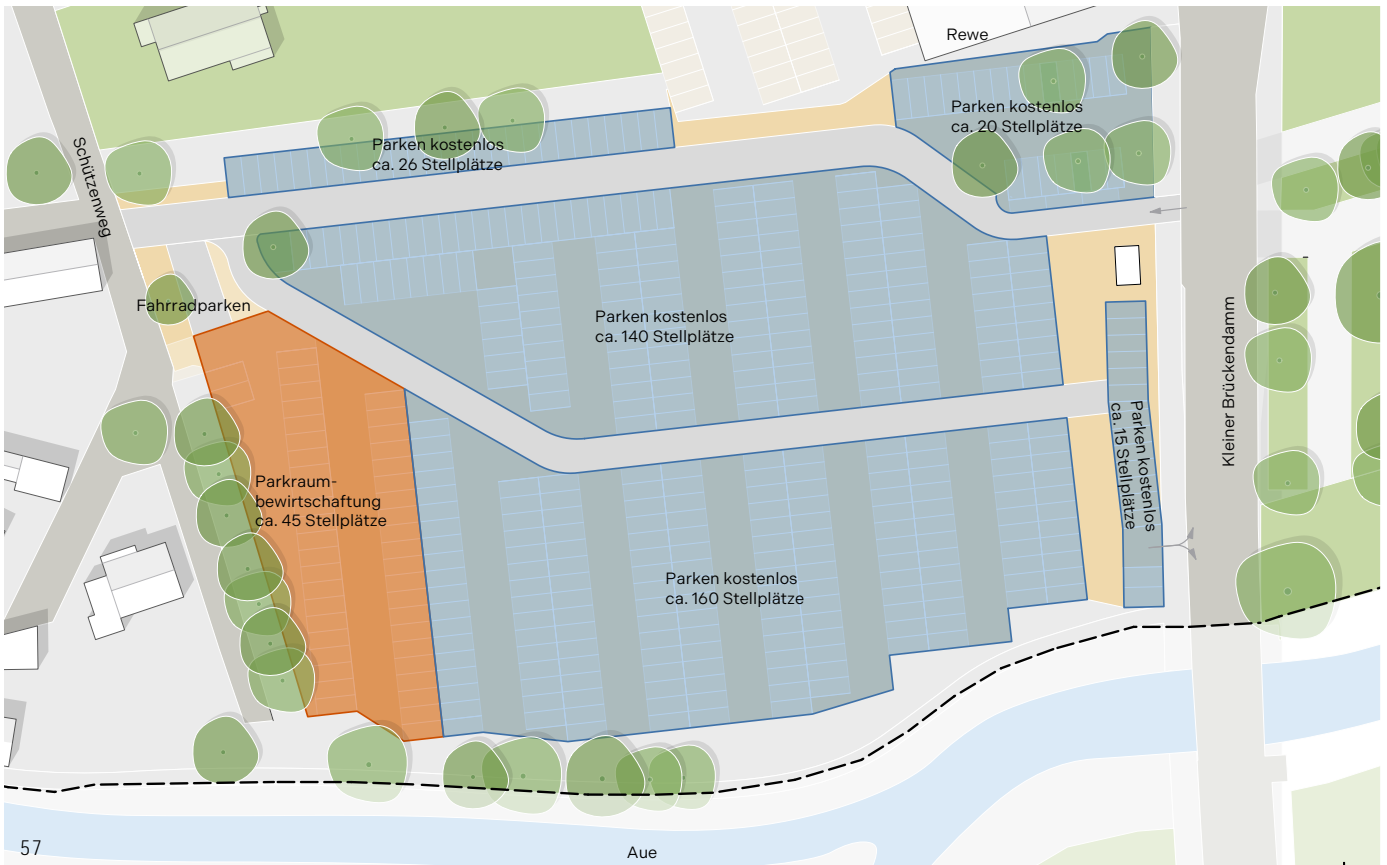 Rewe
Parken kostenlos
ca. 20 Stellplätze
Parken kostenlos
ca. 26 Stellplätze
Schützenweg
Fahrradparken
Parken kostenlos
ca. 140 Stellplätze
Kleiner Brückendamm
Parken kostenlos
ca. 15 Stellplätze
Parkraum-
bewirtschaftung
ca. 45 Stellplätze
Parken kostenlos
ca. 160 Stellplätze
57
Aue